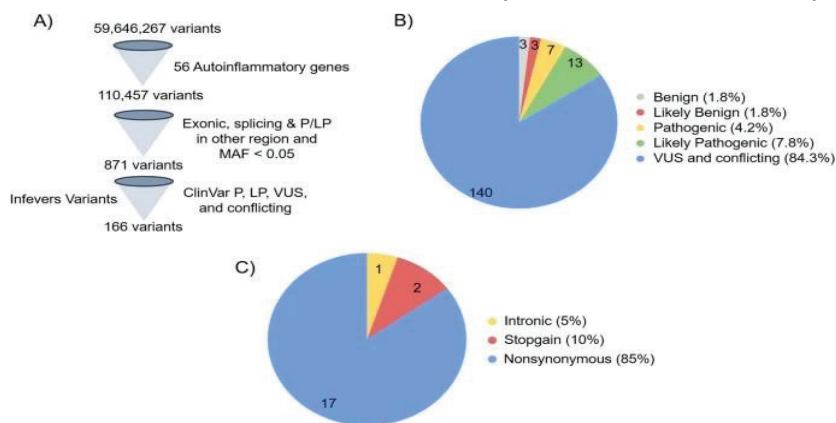 A)
59,646,267 variants
56 Autoinflammatory genes
110,457 variants
Exonic, splicing & P/LP
in other region and
MAF < 0.05
871 variants
Infevers Variants
ClinVar P, LP, VUS,
and conflicting
166 variants
B)
3
3
7
13
140
Benign (1.8%)
Likely Benign (1.8%)
Pathogenic (4.2%)
Likely Pathogenic (7.8%)
VUS and conflicting (84.3%)
C)
1
2
17
Intronic (5%)
Stopgain (10%)
Nonsynonymous (85%)